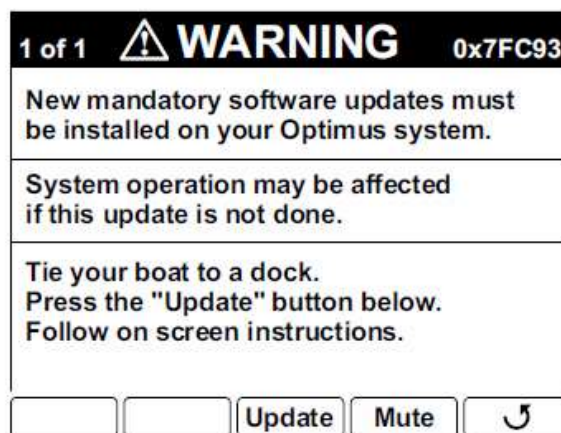 1 of 1 ⚠ WARNING 0x7FC93
New mandatory software updates must
be installed on your Optimus system.
System operation may be affected
if this update is not done.
Tie your boat to a dock.
Press the "Update" button below.
Follow on screen instructions.
Update Mute ↺